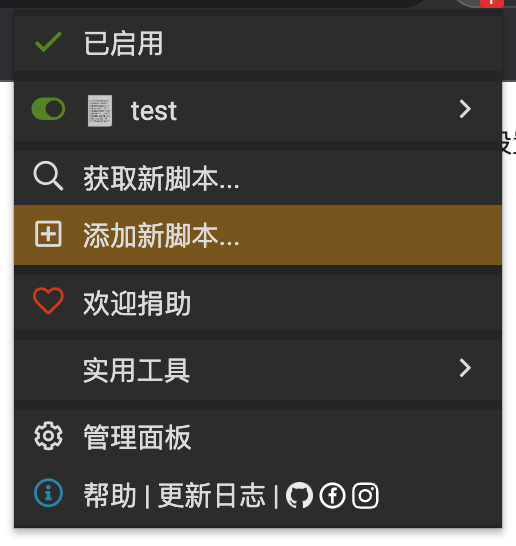 已启用
test
获取新脚本...
添加新脚本...
欢迎捐助
实用工具
管理面板
帮助 | 更新日志 |